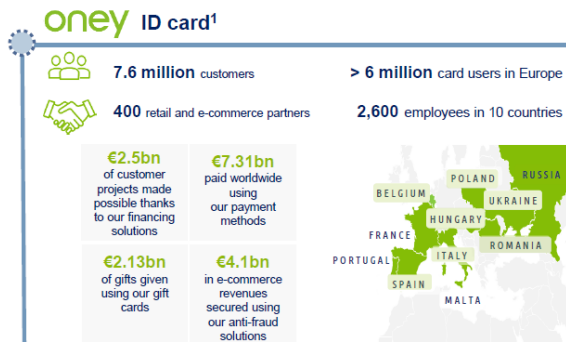 oney ID card¹
7.6 million customers
> 6 million card users in Europe
400 retail and e-commerce partners
2,600 employees in 10 countries
€2.5bn
of customer
projects made
possible thanks
to our financing
solutions
€7.31bn
paid worldwide
using
our payment
methods
€2.13bn
of gifts given
using our gift
cards
€4.1bn
in e-commerce
revenues
secured using
our anti-fraud
solutions
RUSSIA
POLAND
BELGIUM
UKRAINE
HUNGARY
FRANCE
ROMANIA
PORTUGAL
ITALY
SPAIN
MALTA